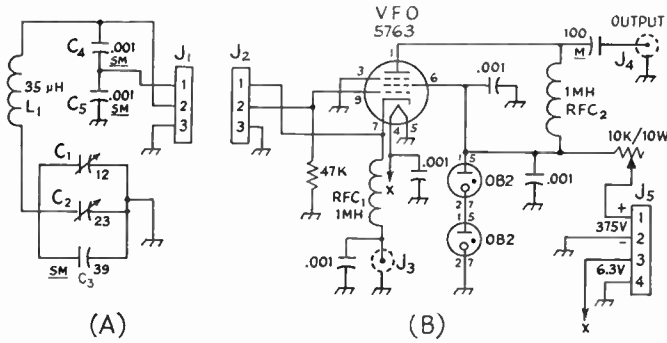 VFO
5763
C4
.001
SM
C5
.001
SM
35 µH
L1
J1
1
2
3
C1
12
C2
23
SM
39
C3
(A)
J2
1
2
3
47K
1
3
9
6
7
4
5
X
.001
RFC1
1MH
.001
J3
.001
100
M
OUTPUT
J4
1MH
RFC2
10K/10W
.001
1
5
OB2
2
7
1
5
OB2
2
7
J5
+
375V
−
6.3V
1
2
3
4
X
(B)